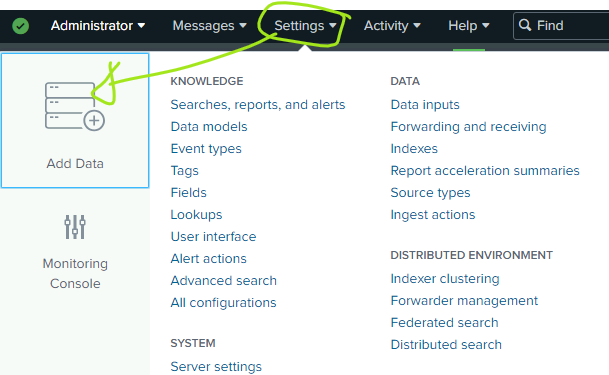 Administrator Messages Settings Activity Help Find
Add Data
Monitoring
Console
KNOWLEDGE
Searches, reports, and alerts
Data models
Event types
Tags
Fields
Lookups
User interface
Alert actions
Advanced search
All configurations
SYSTEM
Server settings
DATA
Data inputs
Forwarding and receiving
Indexes
Report acceleration summaries
Source types
Ingest actions
DISTRIBUTED ENVIRONMENT
Indexer clustering
Forwarder management
Federated search
Distributed search